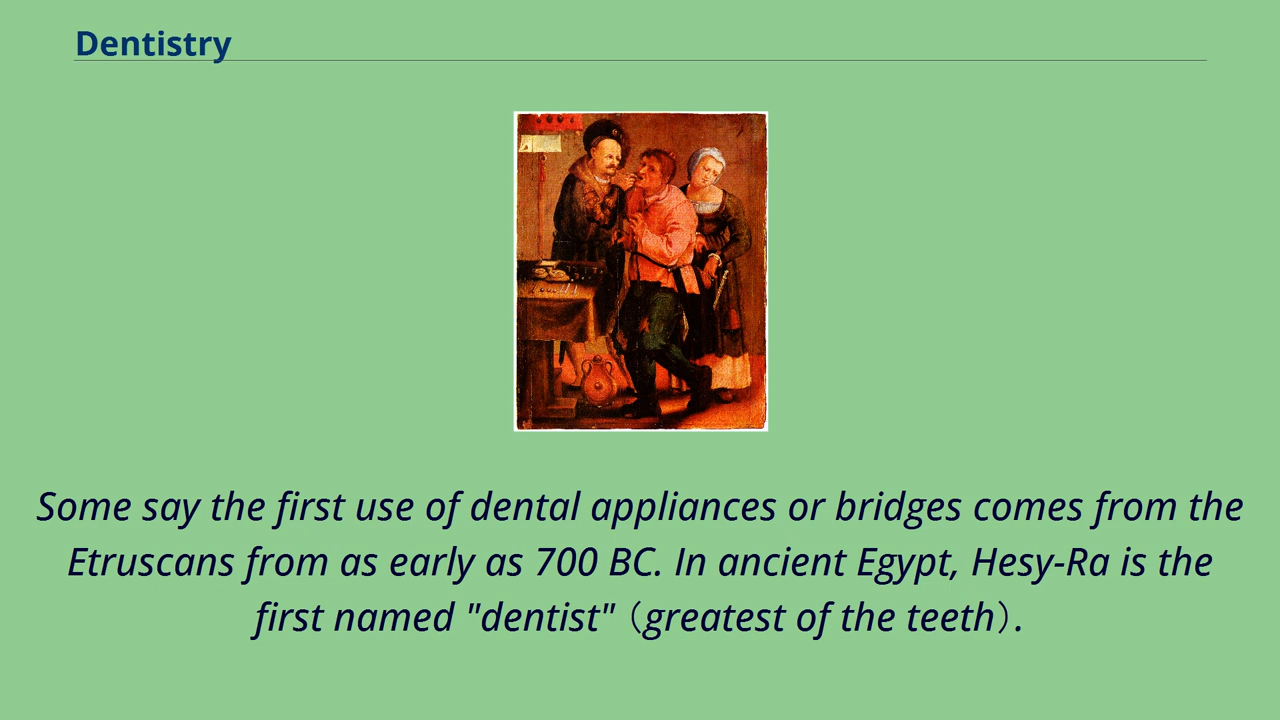 Dentistry
Some say the first use of dental appliances or bridges comes from the
Etruscans from as early as 700 BC. In ancient Egypt, Hesy-Ra is the
first named "dentist"（greatest of the teeth）.